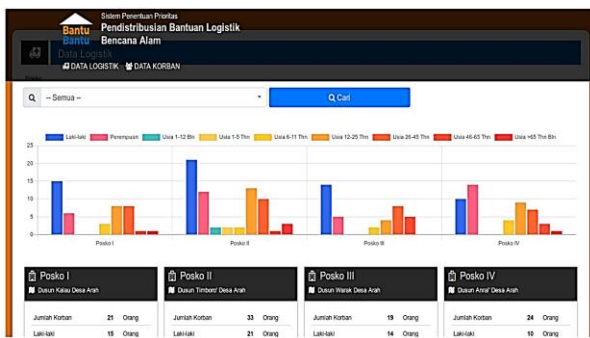 Sistem Penentuan Prioritas
Bantu
Bantu
Pendistribusian Bantuan Logistik
Bencana Alam
Data Logistik
DATA LOGISTIK DATA KORBAN
-- Semua --
Cari
Laki-laki Perempuan Usia 1-12 Bln Usia 1-5 Thn Usia 6-11 Thn Usia 12-25 Thn Usia 26-45 Thn Usia 46-65 Thn Usia >65 Thn Bln
25
20
15
10
5
0
Posko I Posko II Posko III Posko IV
Posko I
Dusun Kalau Desa Arah
Jumlah Korban 21 Orang
Laki-laki 15 Orang
Posko II
Dusun Timboro' Desa Arah
Jumlah Korban 33 Orang
Laki-laki 21 Orang
Posko III
Dusun Warak Desa Arah
Jumlah Korban 19 Orang
Laki-laki 14 Orang
Posko IV
Dusun Anral' Desa Arah
Jumlah Korban 24 Orang
Laki-laki 10 Orang